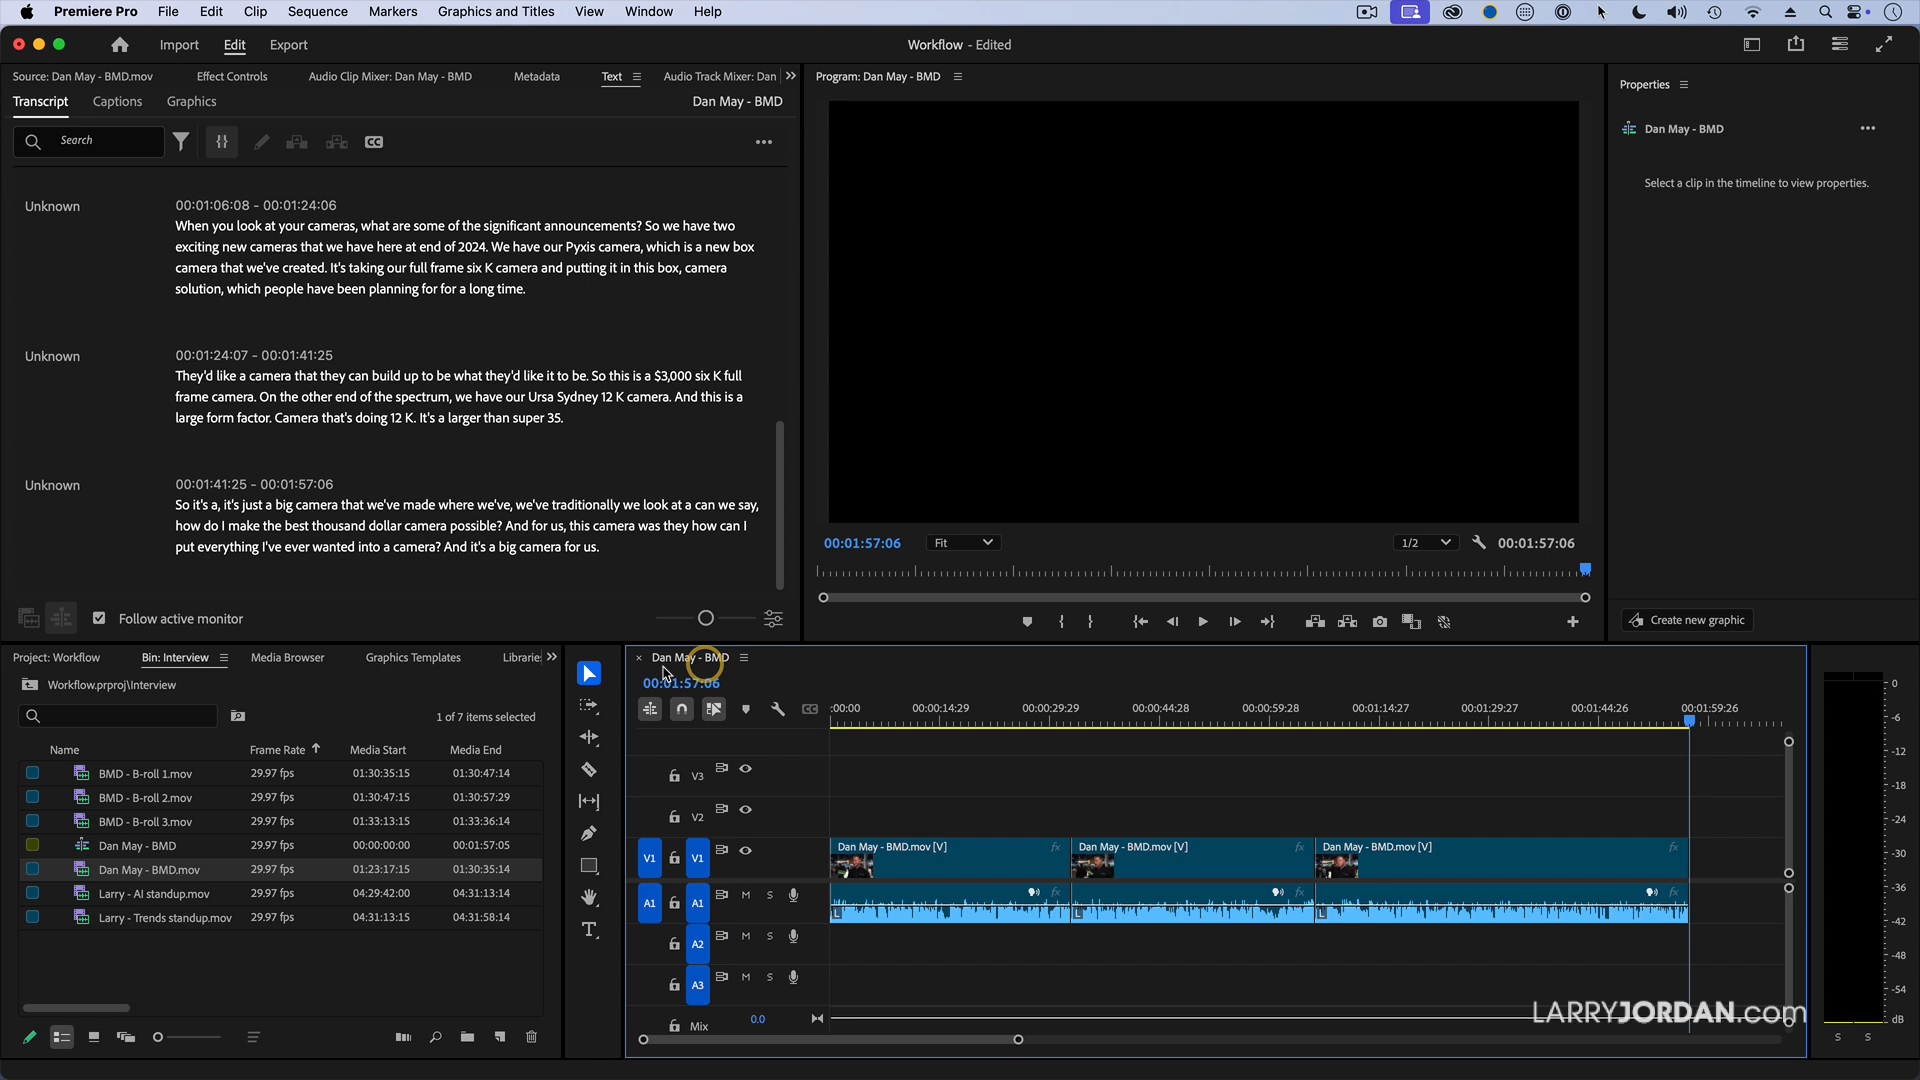 Premiere Pro File Edit Clip Sequence Markers Graphics and Titles View Window Help
Import Edit Export
Workflow - Edited
Source: Dan May - BMD.mov Effect Controls Audio Clip Mixer: Dan May - BMD Metadata Text Audio Track Mixer: Dan
Transcript Captions Graphics Dan May - BMD
Search
Unknown 00:01:06:08 - 00:01:24:06
When you look at your cameras, what are some of the significant announcements? So we have two
exciting new cameras that we have here at end of 2024. We have our Pyxis camera, which is a new box
camera that we've created. It's taking our full frame six K camera and putting it in this box, camera
solution, which people have been planning for for a long time.
Unknown 00:01:24:07 - 00:01:41:25
They'd like a camera that they can build up to be what they'd like it to be. So this is a $3,000 six K full
frame camera. On the other end of the spectrum, we have our Ursa Sydney 12 K camera. And this is a
large form factor. Camera that's doing 12 K. It's a larger than super 35.
Unknown 00:01:41:25 - 00:01:57:06
So it's a, it's just a big camera that we've made where we've, we've traditionally we look at a can we say,
how do I make the best thousand dollar camera possible? And for us, this camera was they how can I
put everything I've ever wanted into a camera? And it's a big camera for us.
Follow active monitor
Program: Dan May - BMD
00:01:57:06 Fit 1/2 00:01:57:06
Properties
Dan May - BMD
Select a clip in the timeline to view properties.
Create new graphic
Project: Workflow Bin: Interview Media Browser Graphics Templates Librarie
Workflow.prproj\Interview
1 of 7 items selected
Name Frame Rate Media Start Media End
BMD - B-roll 1.mov 29.97 fps 01:30:35:15 01:30:47:14
BMD - B-roll 2.mov 29.97 fps 01:30:47:15 01:30:57:29
BMD - B-roll 3.mov 29.97 fps 01:33:13:15 01:33:36:14
Dan May - BMD 29.97 fps 00:00:00:00 00:01:57:05
Dan May - BMD.mov 29.97 fps 01:23:17:15 01:30:35:14
Larry - AI standup.mov 29.97 fps 04:29:42:00 04:31:13:14
Larry - Trends standup.mov 29.97 fps 04:31:13:15 04:31:58:14
Dan May - BMD
00:01:57:06
:00:00 00:00:14:29 00:00:29:29 00:00:44:28 00:00:59:28 00:01:14:27 00:01:29:27 00:01:44:26 00:01:59:26
V3
V2
V1 V1 Dan May - BMD.mov [V] fx Dan May - BMD.mov [V] fx Dan May - BMD.mov [V] fx
A1 A1 M S fx fx fx
L L L
A2 M S
A3 M S
Mix 0.0
LARRYJORDAN.com
0
-6
-12
-18
-24
-30
-36
-42
-48
-54
dB
S S
CC
CC